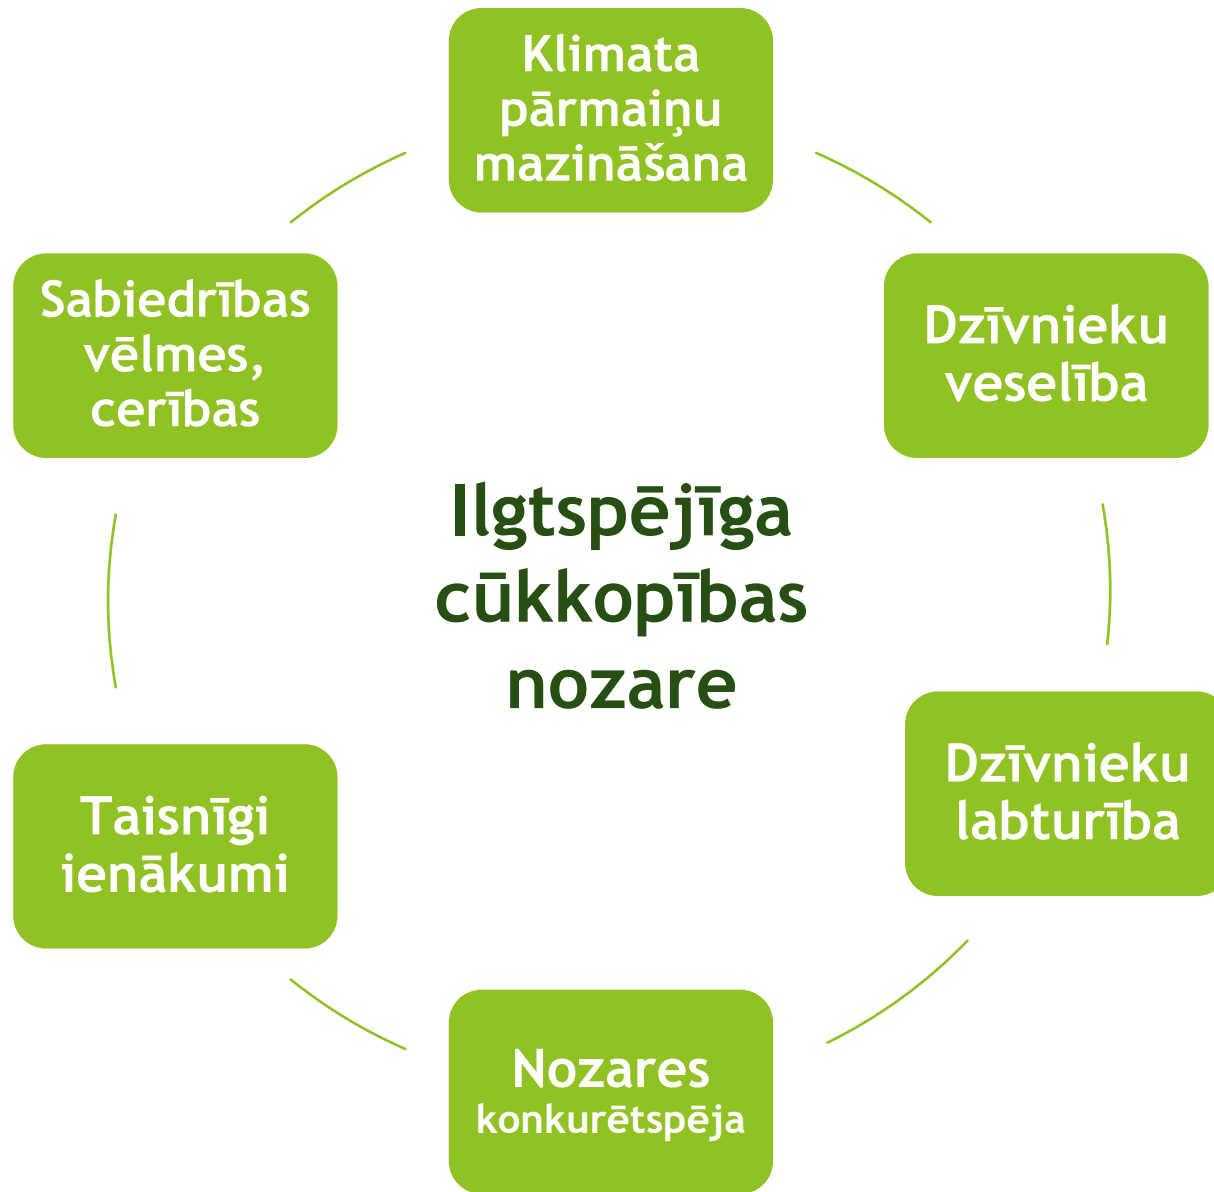 Klimata
pārmaiņu
mazināšana
Dzīvnieku
veselība
Dzīvnieku
labturība
Nozares
konkurētspēja
Taisnīgi
ienākumi
Sabiedrības
vēlmes,
cerības
Ilgtspējīga
cūkkopības
nozare